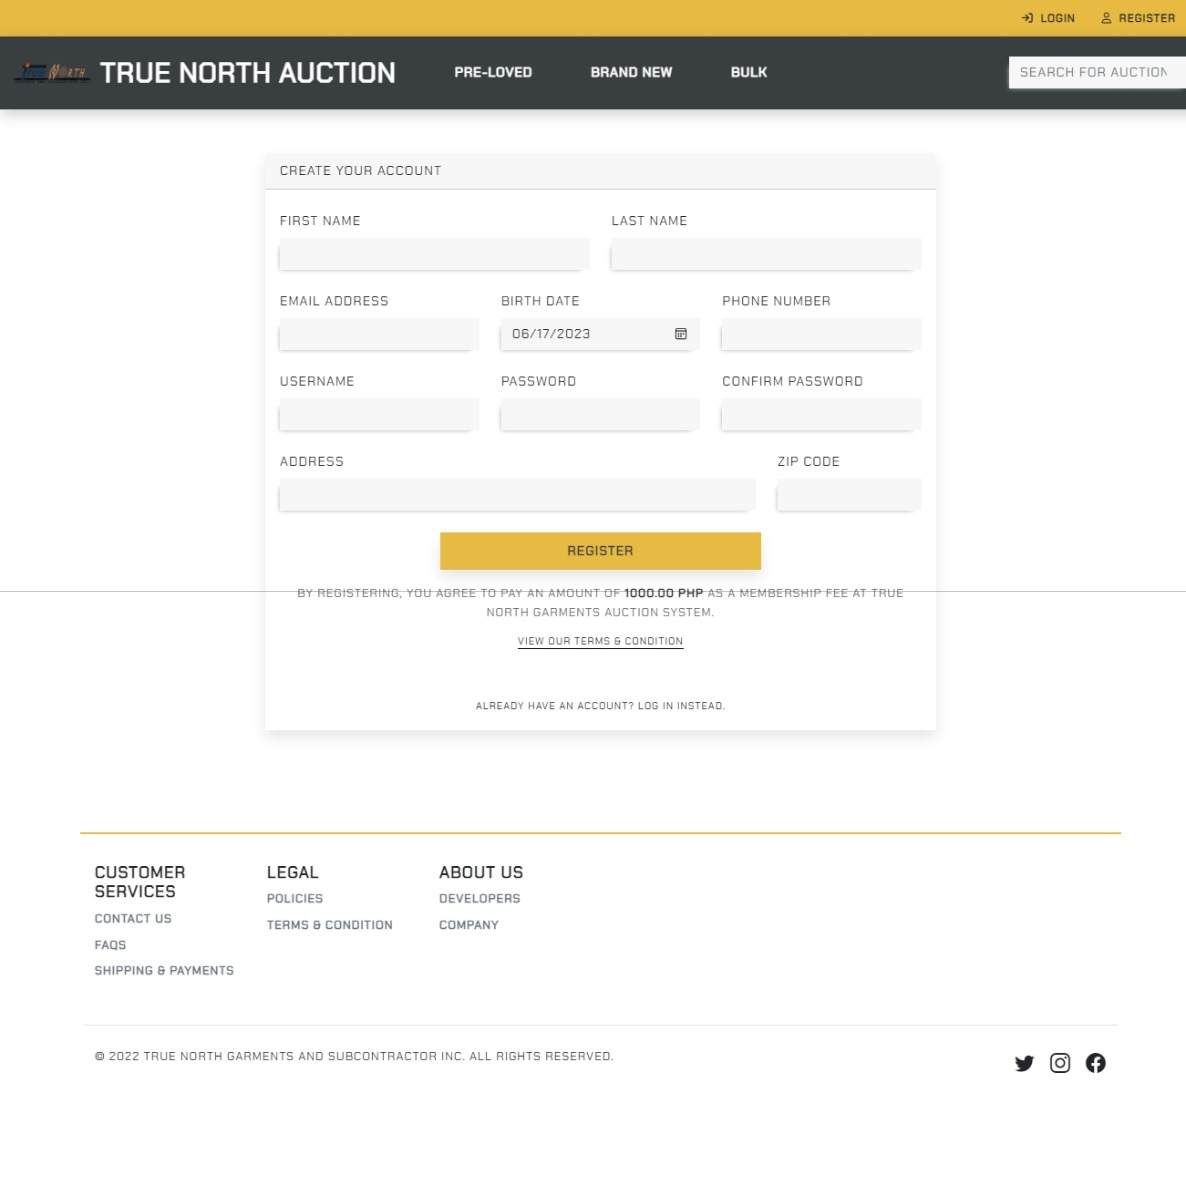 LOGIN
REGISTER
True North
TRUE NORTH AUCTION
PRE-LOVED
BRAND NEW
BULK
SEARCH FOR AUCTION
CREATE YOUR ACCOUNT
FIRST NAME
LAST NAME
EMAIL ADDRESS
BIRTH DATE
PHONE NUMBER
06/17/2023
USERNAME
PASSWORD
CONFIRM PASSWORD
ADDRESS
ZIP CODE
REGISTER
BY REGISTERING, YOU AGREE TO PAY AN AMOUNT OF 1000.00 PHP AS A MEMBERSHIP FEE AT TRUE
NORTH GARMENTS AUCTION SYSTEM.
VIEW OUR TERMS & CONDITION
ALREADY HAVE AN ACCOUNT? LOG IN INSTEAD.
CUSTOMER
SERVICES
CONTACT US
FAQS
SHIPPING & PAYMENTS
LEGAL
POLICIES
TERMS & CONDITION
ABOUT US
DEVELOPERS
COMPANY
© 2022 TRUE NORTH GARMENTS AND SUBCONTRACTOR INC. ALL RIGHTS RESERVED.